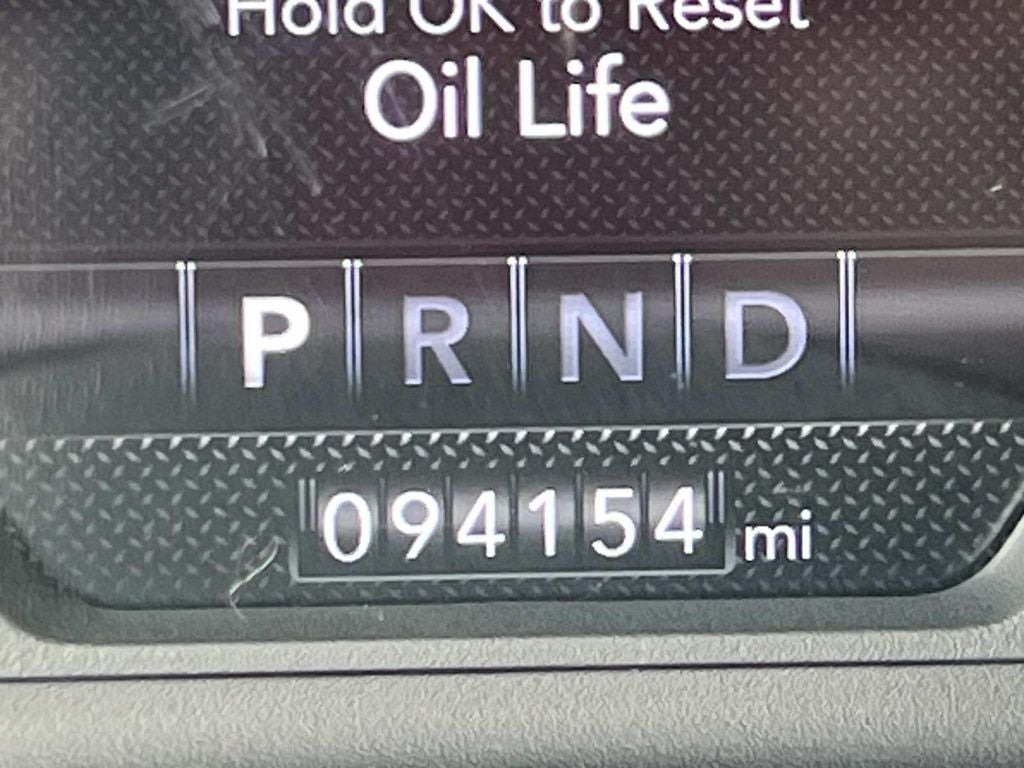 Hold OK to Reset
Oil Life
P R N D
094154 mi